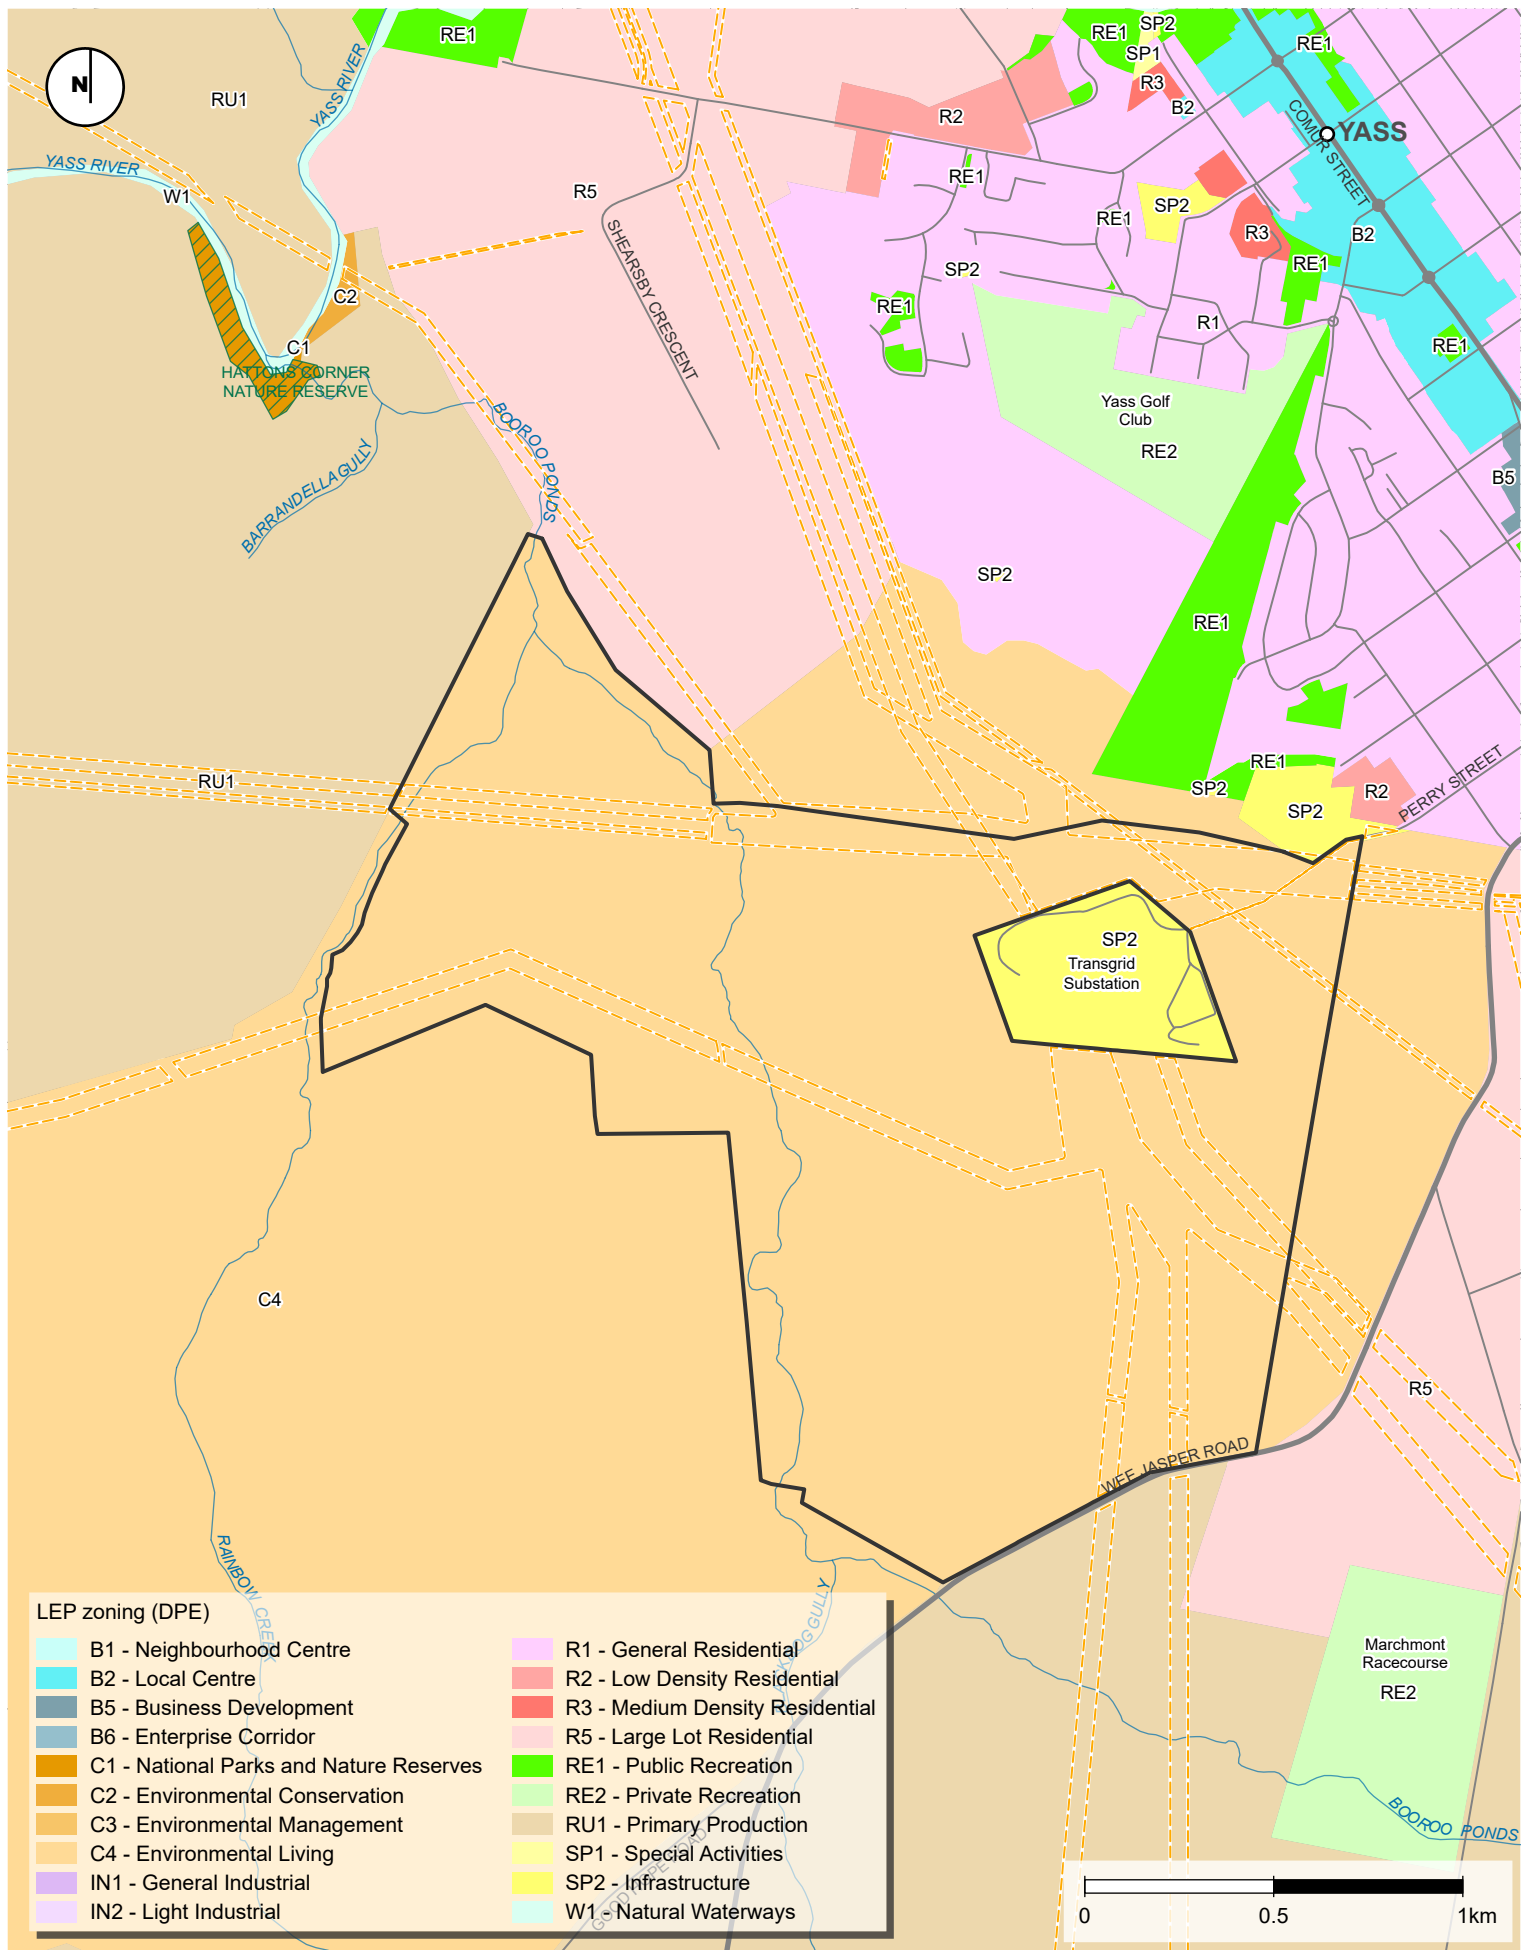 N
RE1
RU1
YASS RIVER
YASS RIVER
W1
R5
R2
RE1
SP2
SP1
R3
B2
RE1
COMUR STREET
YASS
RE1
RE1
SP2
R3
B2
RE1
SP2
RE1
R1
RE1
C2
C1
HATTONS CORNER
NATURE RESERVE
SHEARSBY CRESCENT
BOOROO PONDS
BARRANDELLA GULLY
Yass Golf
Club
RE2
B5
SP2
RE1
RU1
RE1
SP2
SP2
R2
PERRY STREET
SP2
Transgrid
Substation
C4
R5
WEE JASPER ROAD
RAINBOW CREEK
GULLY
GOOD HOPE ROAD
Marchmont
Racecourse
RE2
BOOROO PONDS
LEP zoning (DPE)
B1 - Neighbourhood Centre
B2 - Local Centre
B5 - Business Development
B6 - Enterprise Corridor
C1 - National Parks and Nature Reserves
C2 - Environmental Conservation
C3 - Environmental Management
C4 - Environmental Living
IN1 - General Industrial
IN2 - Light Industrial
R1 - General Residential
R2 - Low Density Residential
R3 - Medium Density Residential
R5 - Large Lot Residential
RE1 - Public Recreation
RE2 - Private Recreation
RU1 - Primary Production
SP1 - Special Activities
SP2 - Infrastructure
W1 - Natural Waterways
0 0.5 1km